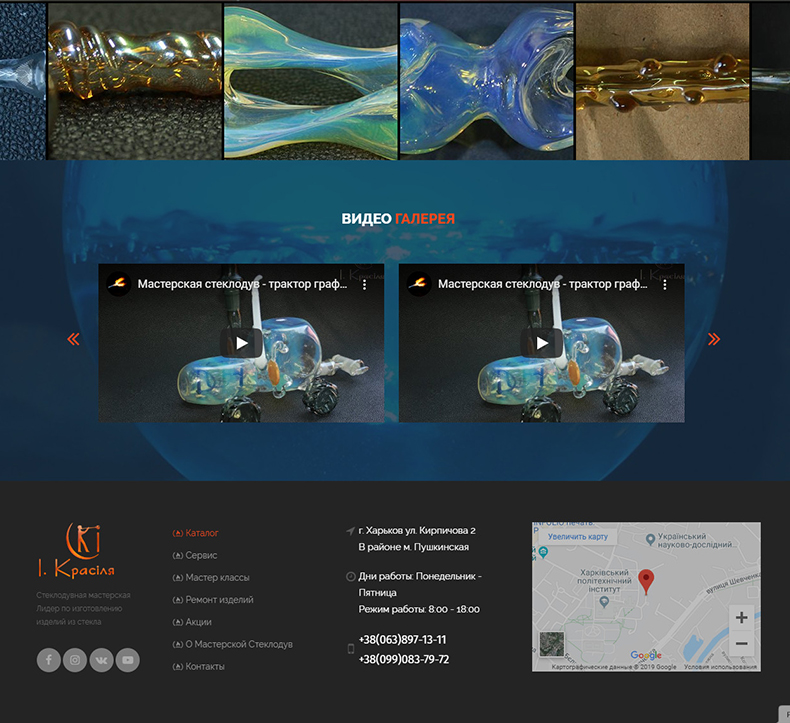 ВИДЕО ГАЛЕРЕЯ
І. Красіля
Мастерская стеклодув - трактор граф...
І. Красіля
Мастерская стеклодув - трактор граф...
І. Красіля
Стеклодувная мастерская
Лидер по изготовлению
изделий из стекла
Каталог
Сервис
Мастер классы
Ремонт изделий
Акции
О Мастерской Стеклодув
Контакты
г. Харьков ул. Кирпичова 2
В районе м. Пушкинская
Дни работы: Понедельник -
Пятница
Режим работы: 8:00 - 18:00
+38(063)897-13-11
+38(099)083-79-72
Увеличить карту
Український
науково-дослідний...
Харківський
політехнічний
інститут
вулиця Шевченка
Google
Картографические данные © 2019 Google
Условия использования